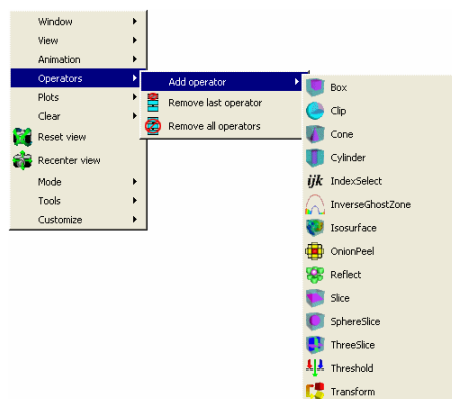 Window
View
Animation
Operators
Plots
Clear
Reset view
Recenter view
Mode
Tools
Customize
Add operator
Remove last operator
Remove all operators
Box
Clip
Cone
Cylinder
ijk IndexSelect
InverseGhostZone
Isosurface
OnionPeel
Reflect
Slice
SphereSlice
ThreeSlice
Threshold
Transform